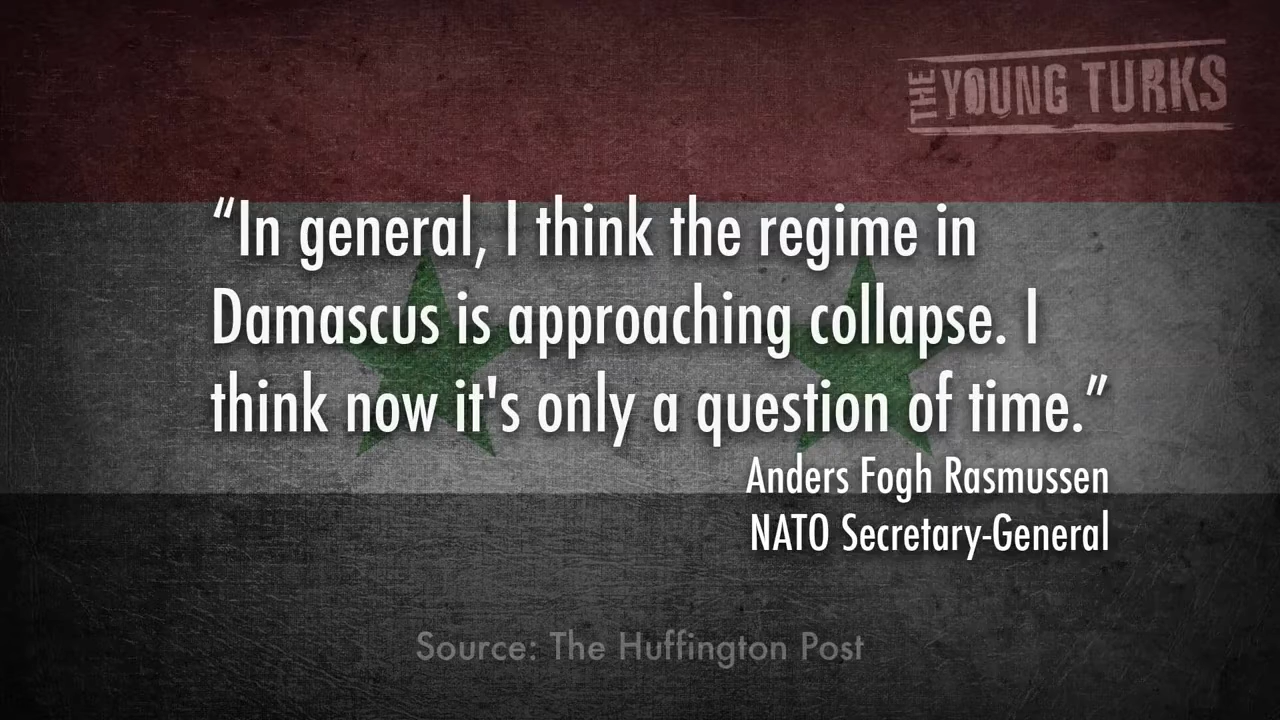 THE YOUNG TURKS
“In general, I think the regime in
Damascus is approaching collapse. I
think now it's only a question of time.”
Anders Fogh Rasmussen
NATO Secretary-General
Source: The Huffington Post